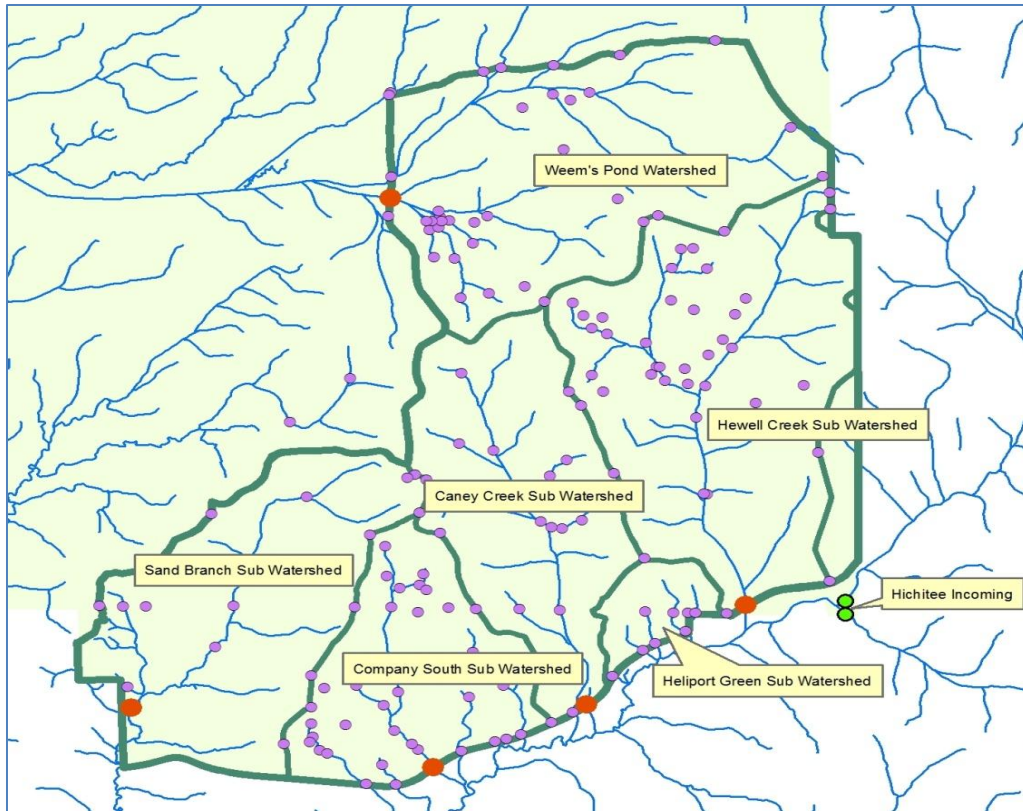 Weem's Pond Watershed
Hewell Creek Sub Watershed
Caney Creek Sub Watershed
Sand Branch Sub Watershed
Hichitee Incoming
Company South Sub Watershed
Heliport Green Sub Watershed